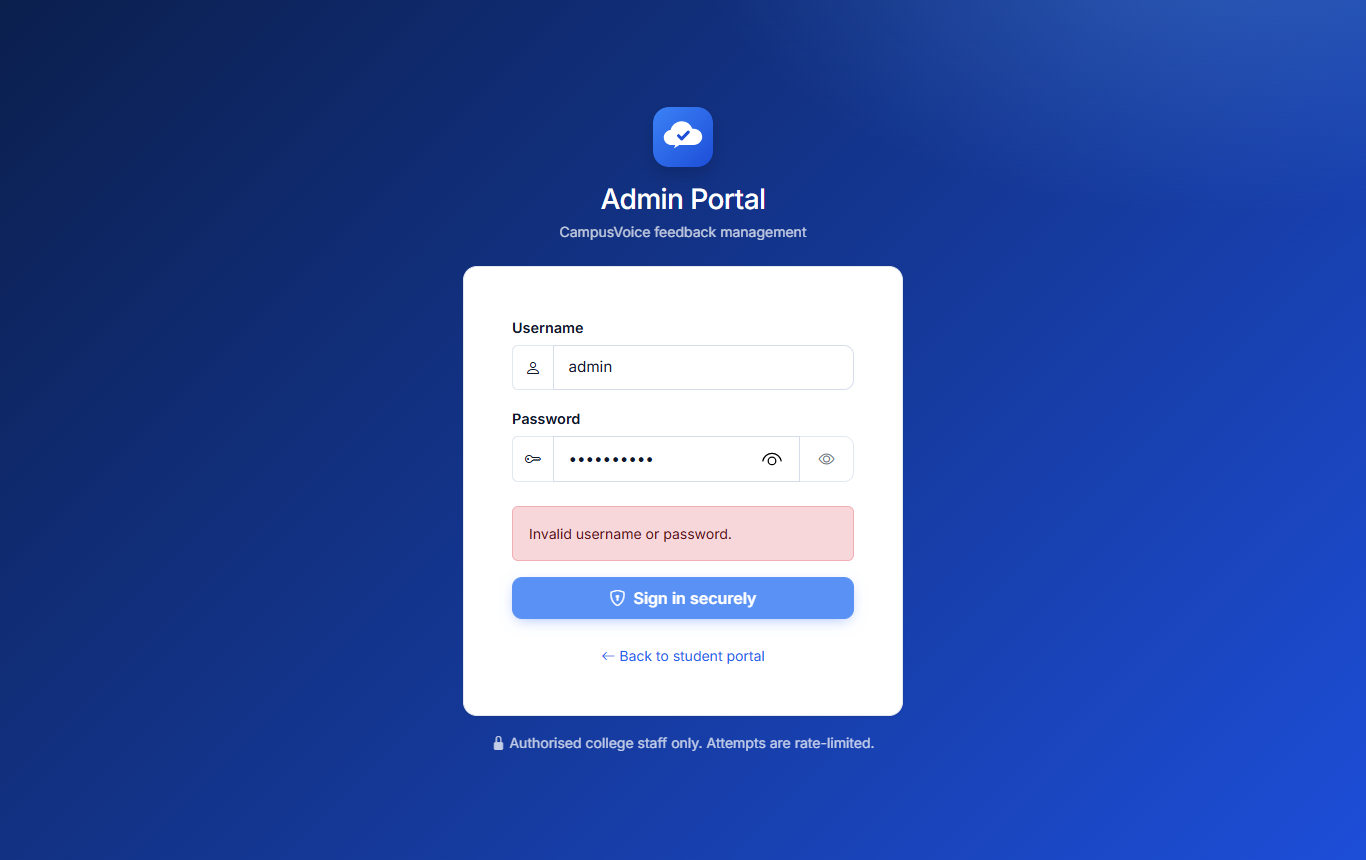 Admin Portal
CampusVoice feedback management
Username
admin
Password
••••••••••
Invalid username or password.
Sign in securely
← Back to student portal
Authorised college staff only. Attempts are rate-limited.